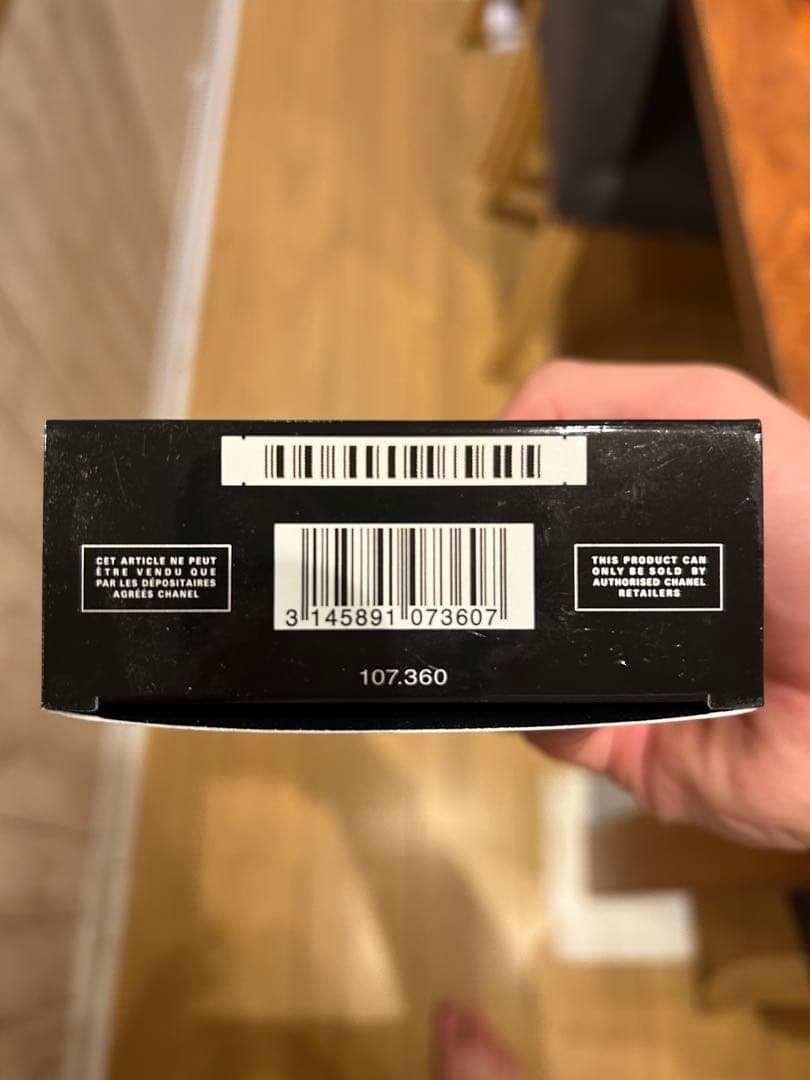 CET ARTICLE NE PEUT
ÊTRE VENDU QUE
PAR LES DÉPOSITAIRES
AGRÉÉS CHANEL
3 145891 073607
THIS PRODUCT CAN
ONLY BE SOLD BY
AUTHORISED CHANEL
RETAILERS
107.360